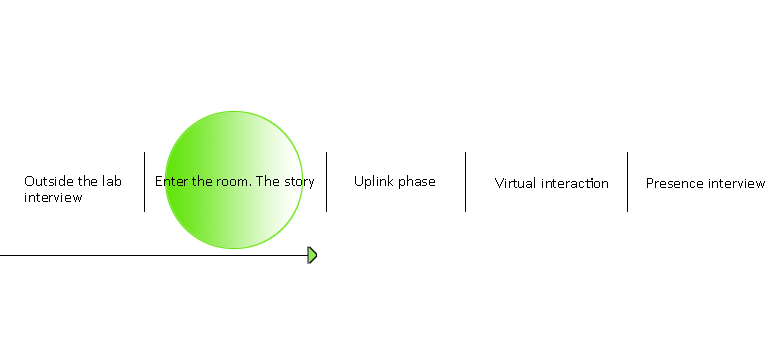 Outside the lab
interview
Enter the room. The story
Uplink phase
Virtual interaction
Presence interview